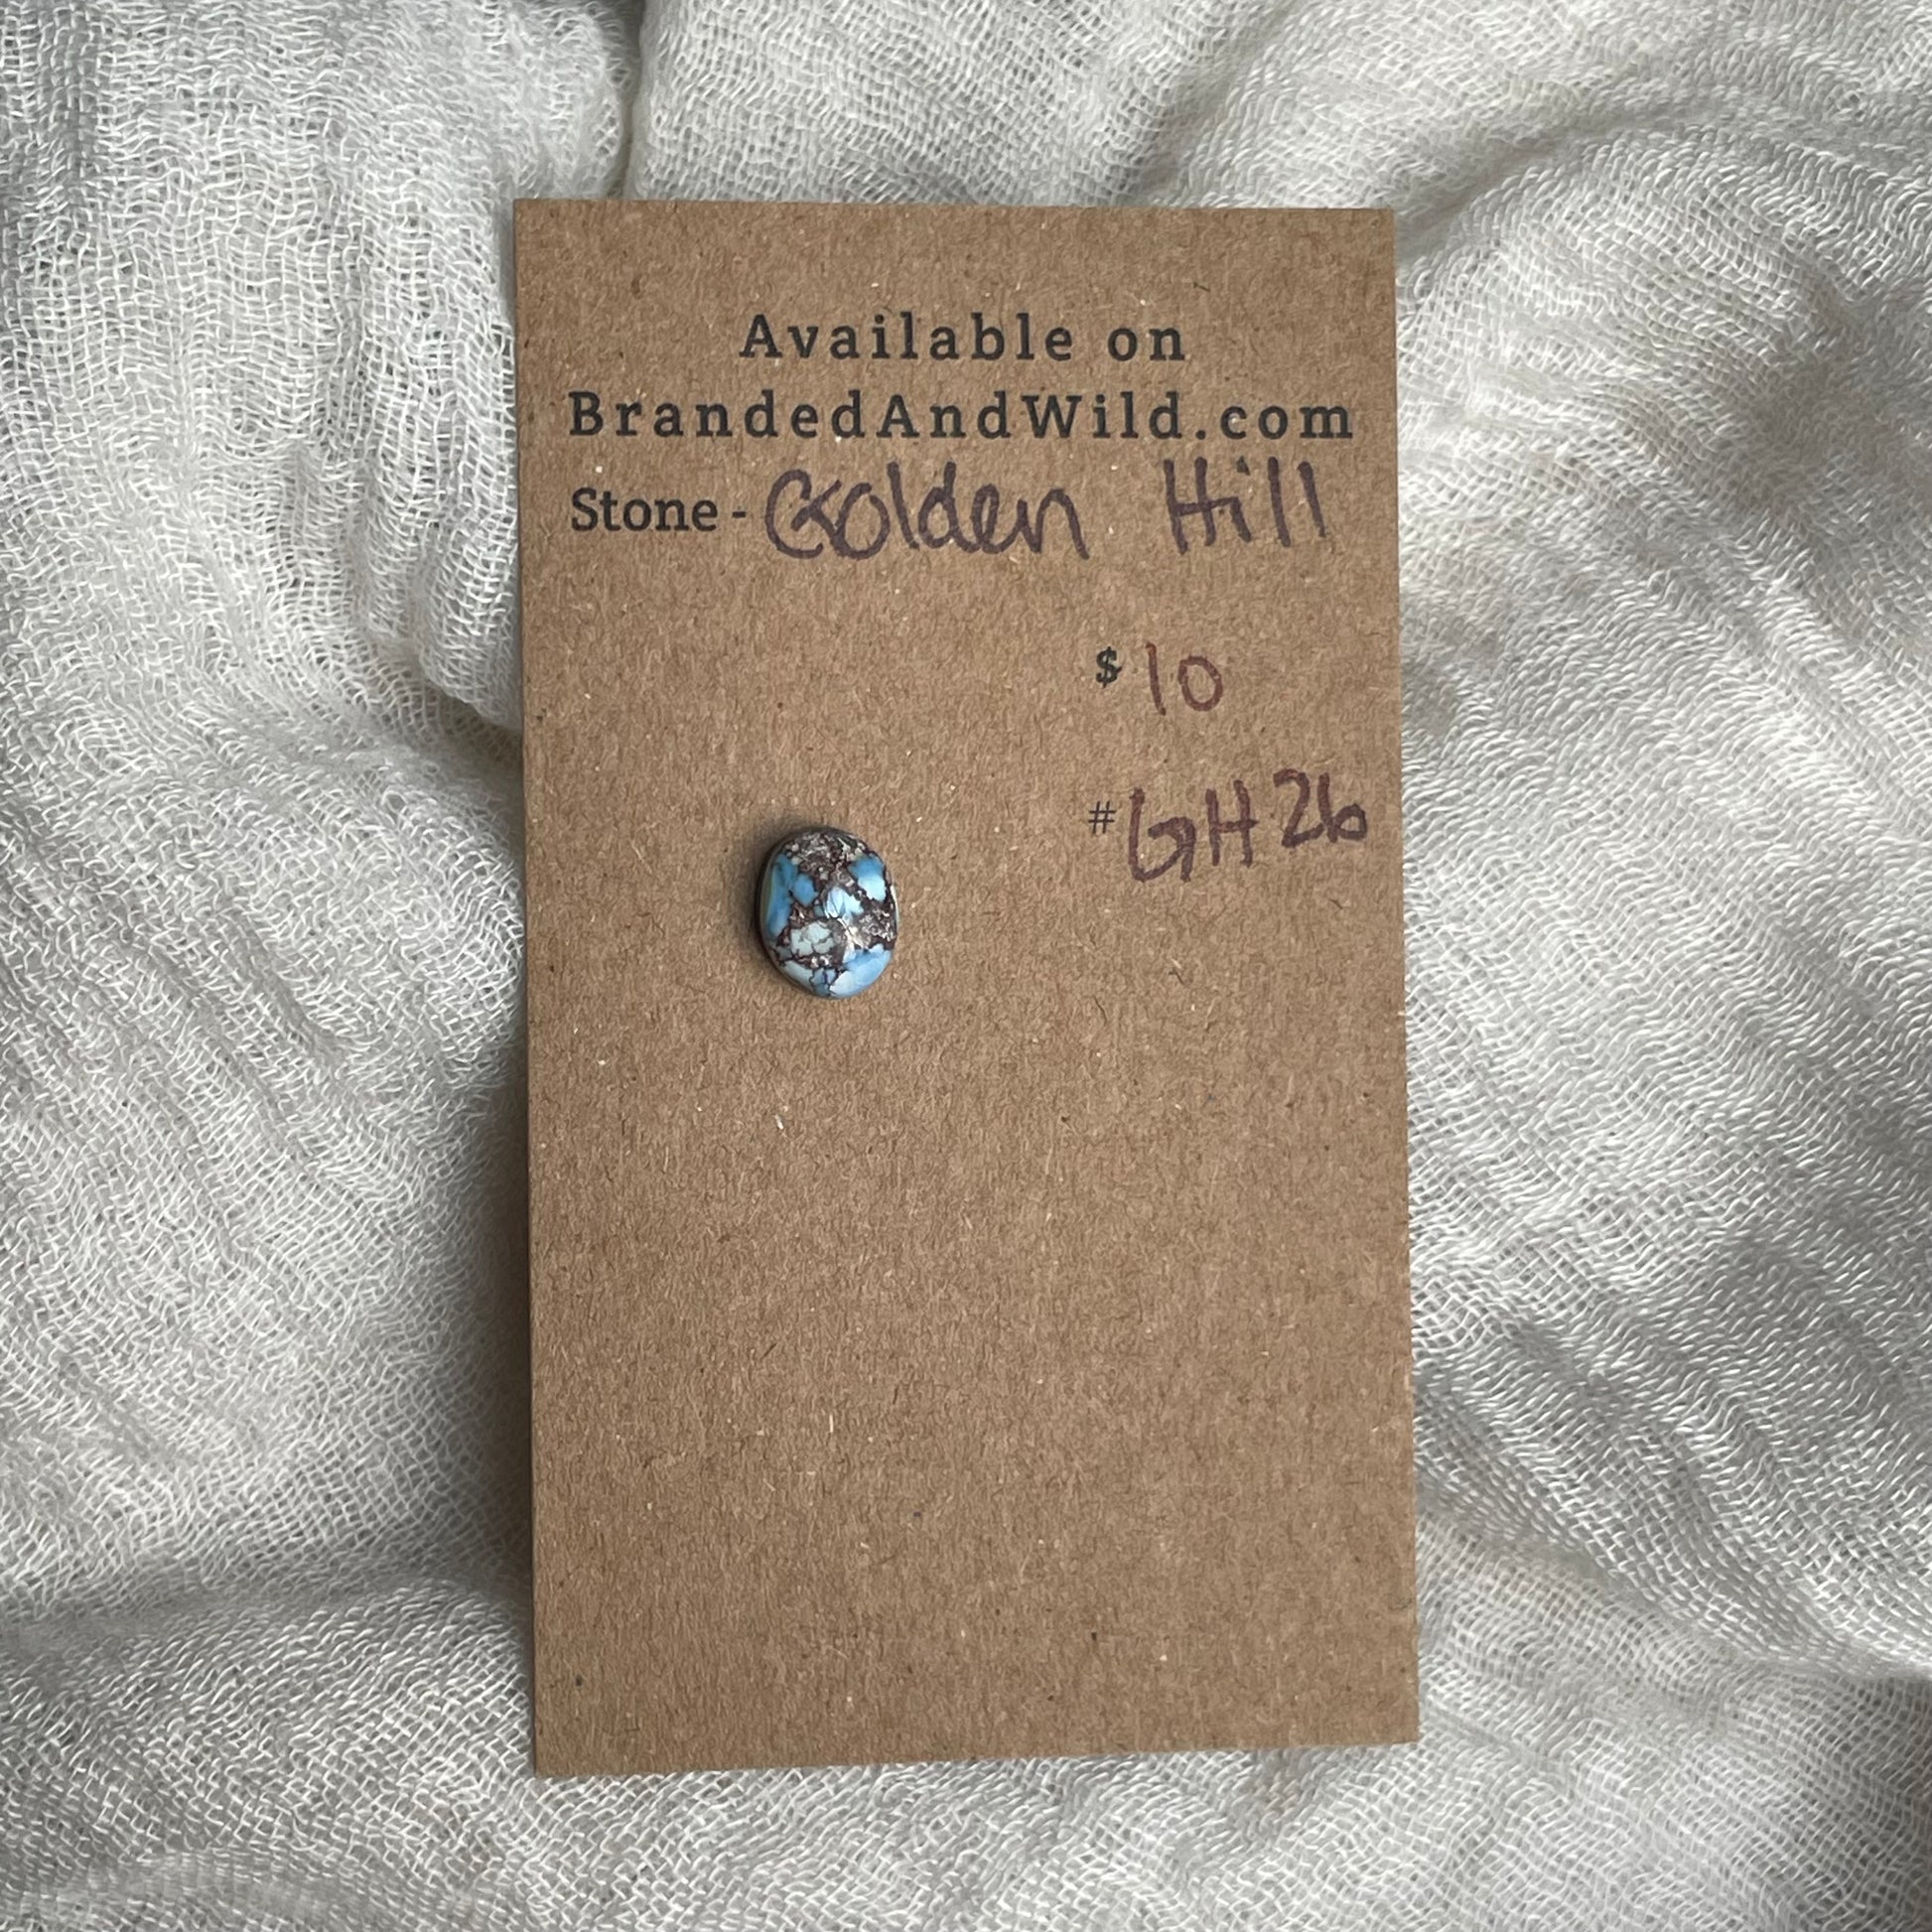 Available on
BrandedAndWild.com
Stone - Golden Hill
$ 10
# GH26